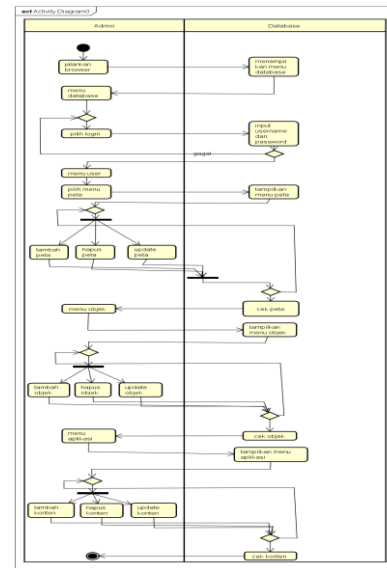 act Activity Diagram0
Admin
Database
jalankan
browser
menampil
kan menu
database
menu
database
pilih login
input
username
dan
password
gagal
menu user
pilih menu
peta
tampilkan
menu peta
tambah
peta
hapus
peta
update
peta
cek peta
menu objek
tampilkan
menu objek
tambah
objek
hapus
objek
update
objek
cek objek
menu
aplikasi
tampilkan menu
aplikasi
tambah
konten
hapus
konten
update
konten
cek konten